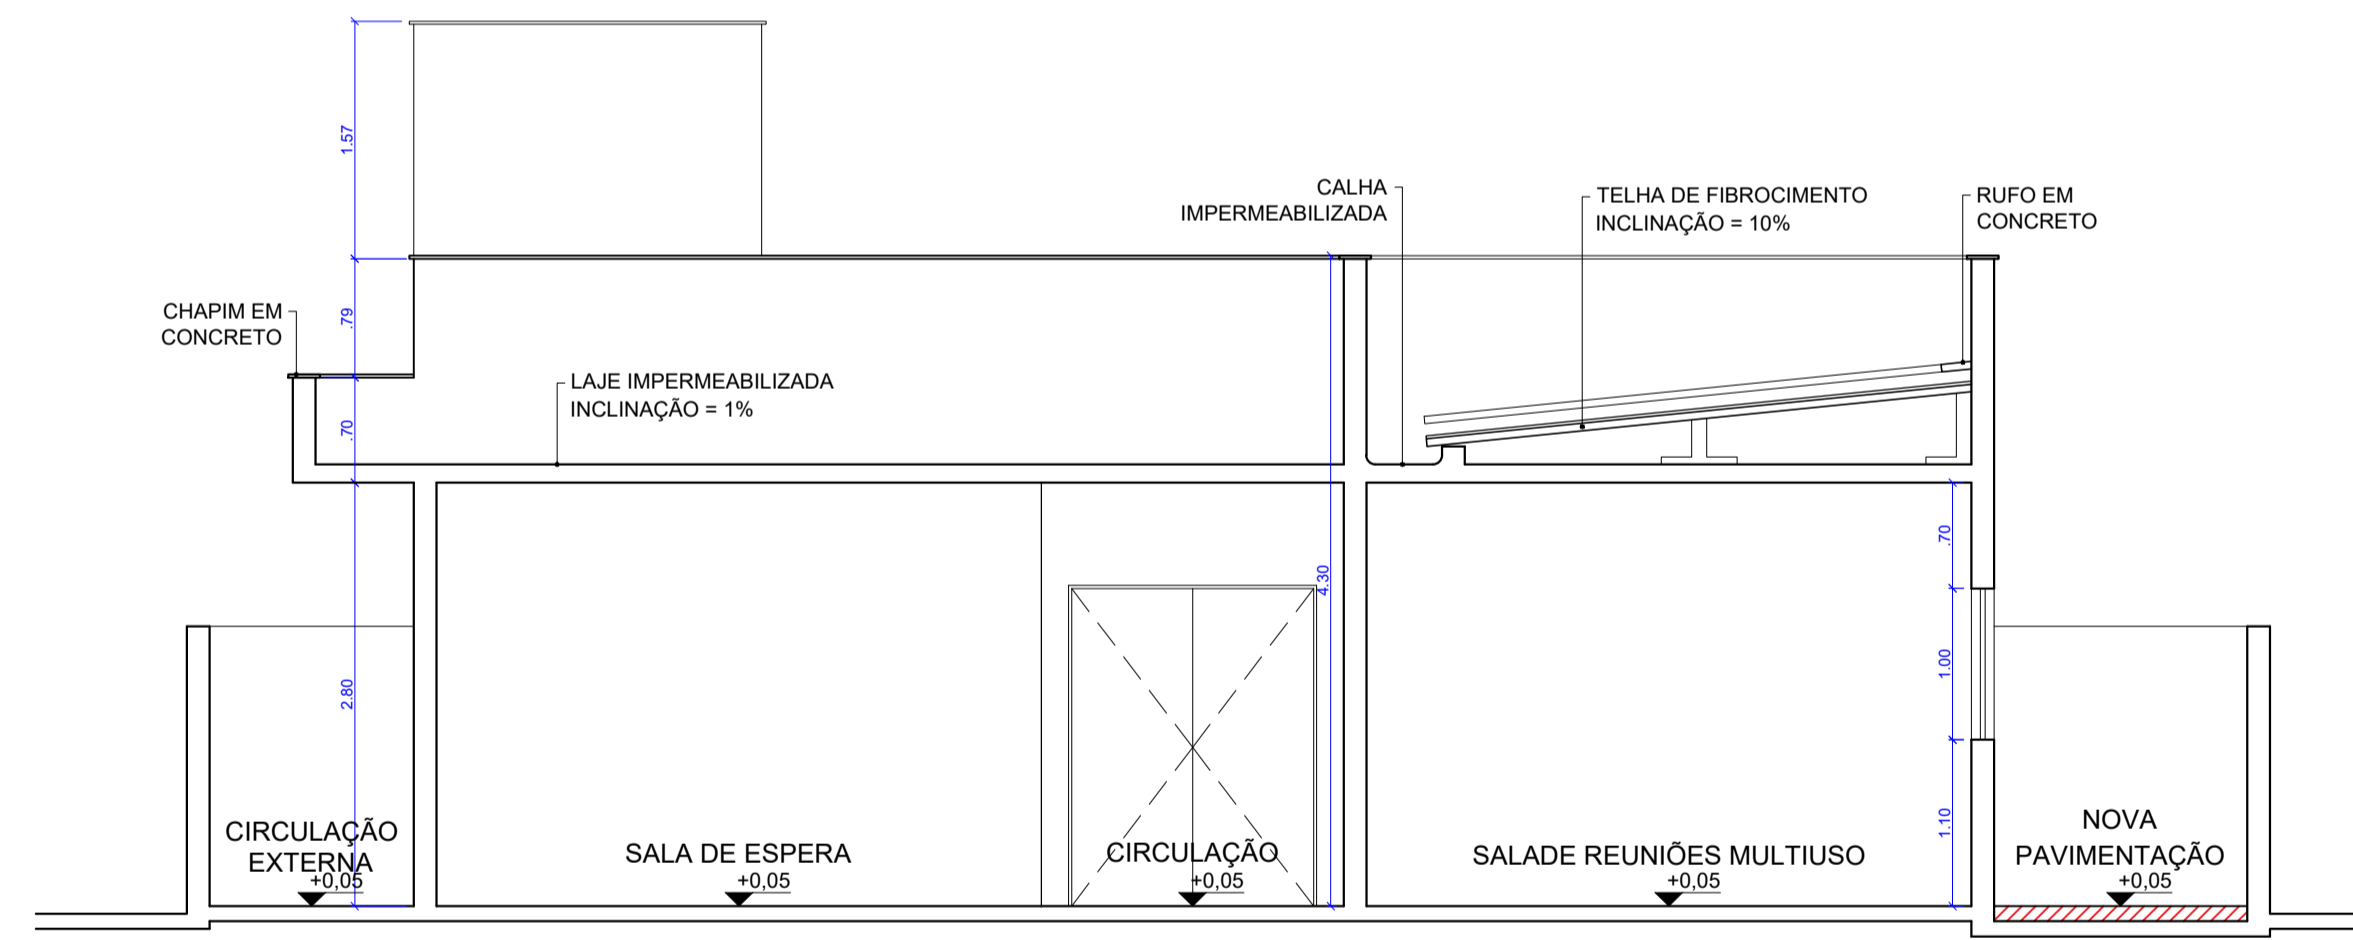 1.57
CALHA
IMPERMEABILIZADA
TELHA DE FIBROCIMENTO
INCLINAÇÃO = 10%
RUFO EM
CONCRETO
CHAPIM EM
CONCRETO
.79
LAJE IMPERMEABILIZADA
INCLINAÇÃO = 1%
.70
2.80
4.30
.70
1.00
1.10
CIRCULAÇÃO
EXTERNA
+0,05
SALA DE ESPERA
+0,05
CIRCULAÇÃO
+0,05
SALADE REUNIÕES MULTIUSO
+0,05
NOVA
PAVIMENTAÇÃO
+0,05